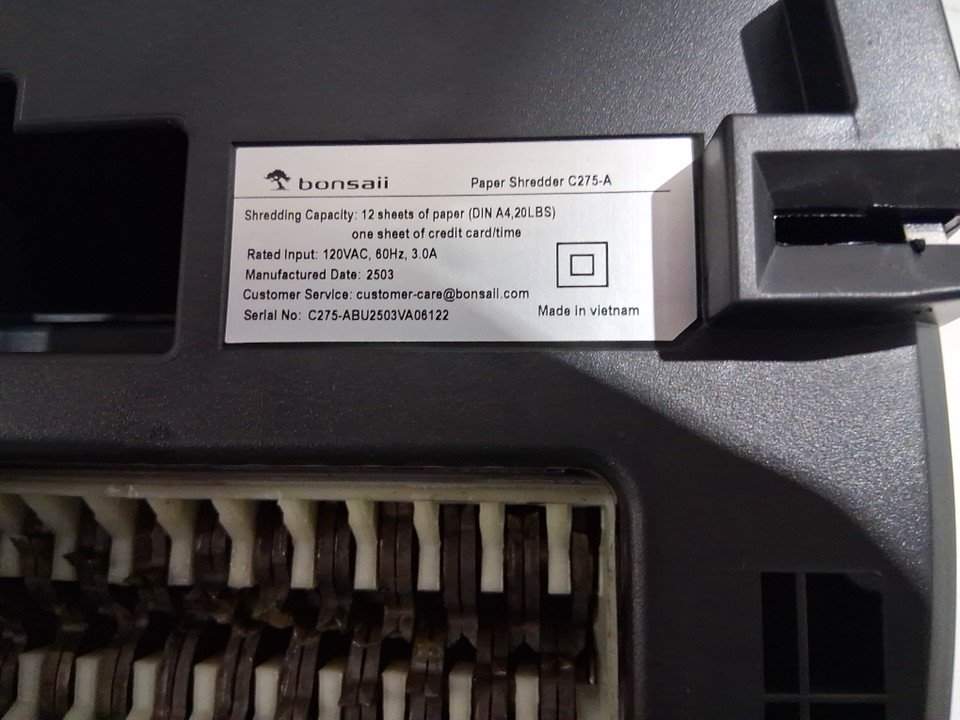 bonsaii
Paper Shredder C275-A
Shredding Capacity: 12 sheets of paper (DIN A4,20LBS)
one sheet of credit card/time
Rated Input: 120VAC, 60Hz, 3.0A
Manufactured Date: 2503
Customer Service: customer-care@bonsaii.com
Serial No: C275-ABU2503VA06122
Made in vietnam